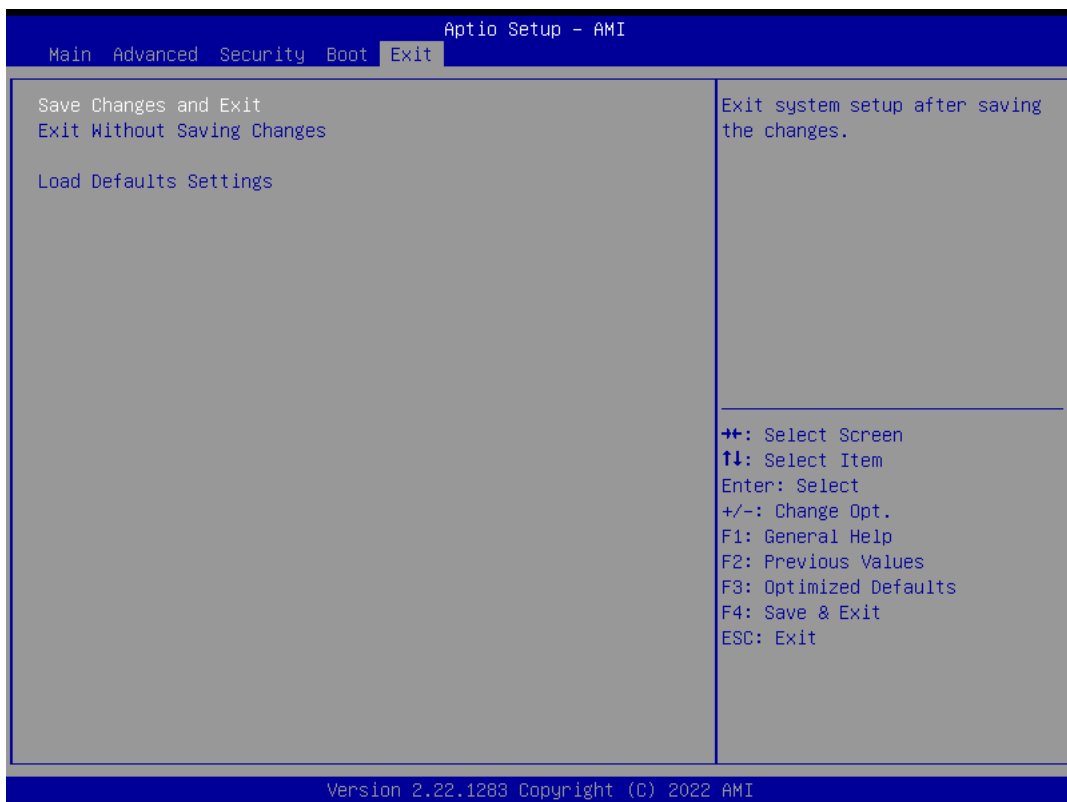 Aptio Setup – AMI
Main Advanced Security Boot Exit
Save Changes and Exit
Exit Without Saving Changes
Load Defaults Settings
Exit system setup after saving
the changes.
→←: Select Screen
↑↓: Select Item
Enter: Select
+/-: Change Opt.
F1: General Help
F2: Previous Values
F3: Optimized Defaults
F4: Save & Exit
ESC: Exit
Version 2.22.1283 Copyright (C) 2022 AMI